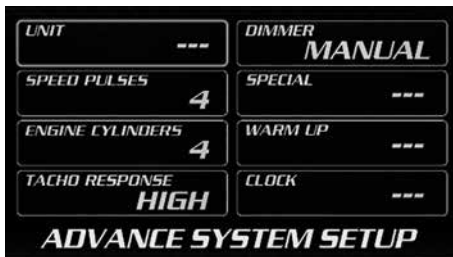 UNIT
---
DIMMER
MANUAL
SPEED PULSES
4
SPECIAL
---
ENGINE CYLINDERS
4
WARM UP
---
TACHO RESPONSE
HIGH
CLOCK
---
ADVANCE SYSTEM SETUP